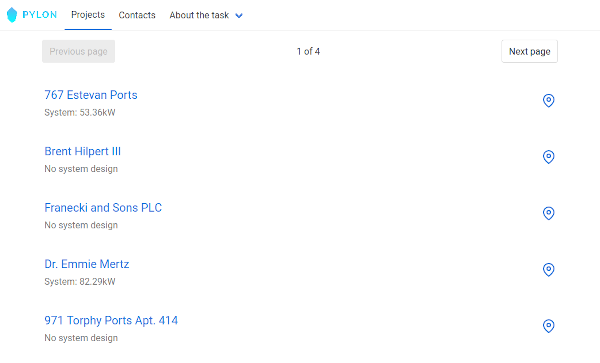 PYLON Projects Contacts About the task
Previous page 1 of 4 Next page
767 Estevan Ports
System: 53.36kW
Brent Hilpert III
No system design
Franecki and Sons PLC
No system design
Dr. Emmie Mertz
System: 82.29kW
971 Torphy Ports Apt. 414
No system design